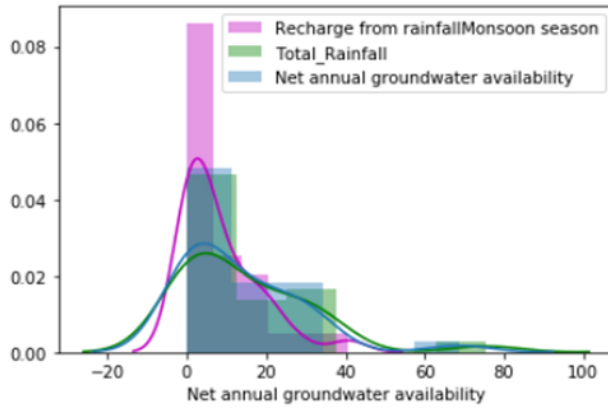 Recharge from rainfallMonsoon season
Total_Rainfall
Net annual groundwater availability
0.08
0.06
0.04
0.02
0.00
−20 0 20 40 60 80 100
Net annual groundwater availability